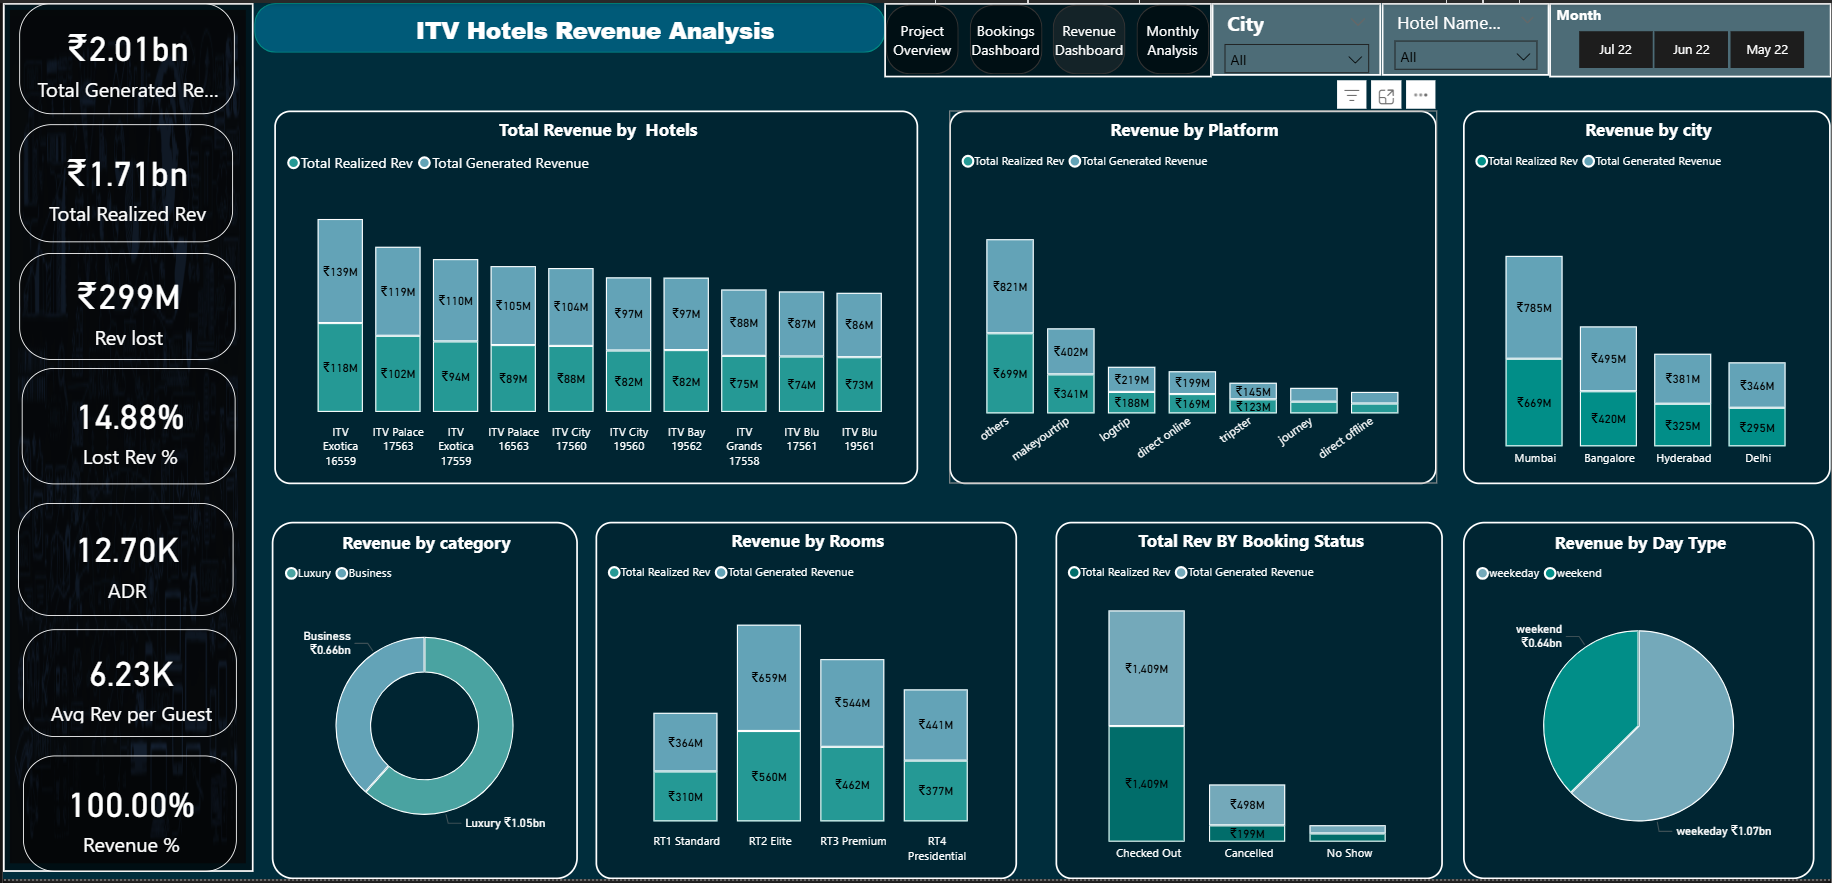 ₹2.01bn
Total Generated Re...
₹1.71bn
Total Realized Rev
₹299M
Rev lost
14.88%
Lost Rev %
12.70K
ADR
6.23K
Avg Rev per Guest
100.00%
Revenue %
ITV Hotels Revenue Analysis
Project
Overview
Bookings
Dashboard
Revenue
Dashboard
Monthly
Analysis
City
All
Hotel Name...
All
Month
Jul 22
Jun 22
May 22
Total Revenue by  Hotels
Total Realized Rev
Total Generated Revenue
₹139M
₹119M
₹110M
₹105M
₹104M
₹97M
₹97M
₹88M
₹87M
₹86M
₹118M
₹102M
₹94M
₹89M
₹88M
₹82M
₹82M
₹75M
₹74M
₹73M
ITV
Exotica
16559
ITV Palace
17563
ITV
Exotica
17559
ITV Palace
16563
ITV City
17560
ITV City
19560
ITV Bay
19562
ITV
Grands
17558
ITV Blu
17561
ITV Blu
19561
Revenue by Platform
Total Realized Rev
Total Generated Revenue
₹821M
₹402M
₹219M
₹199M
₹145M
₹699M
₹341M
₹188M
₹169M
₹123M
others
makeyourtrip
logtrip
direct online
tripster
journey
direct offline
Revenue by city
Total Realized Rev
Total Generated Revenue
₹785M
₹495M
₹381M
₹346M
₹669M
₹420M
₹325M
₹295M
Mumbai
Bangalore
Hyderabad
Delhi
Revenue by category
Luxury
Business
Business
₹0.66bn
Luxury ₹1.05bn
Revenue by Rooms
Total Realized Rev
Total Generated Revenue
₹364M
₹659M
₹544M
₹441M
₹310M
₹560M
₹462M
₹377M
RT1 Standard
RT2 Elite
RT3 Premium
RT4
Presidential
Total Rev BY Booking Status
Total Realized Rev
Total Generated Revenue
₹1,409M
₹498M
₹1,409M
₹199M
Checked Out
Cancelled
No Show
Revenue by Day Type
weekeday
weekend
weekend
₹0.64bn
weekeday ₹1.07bn